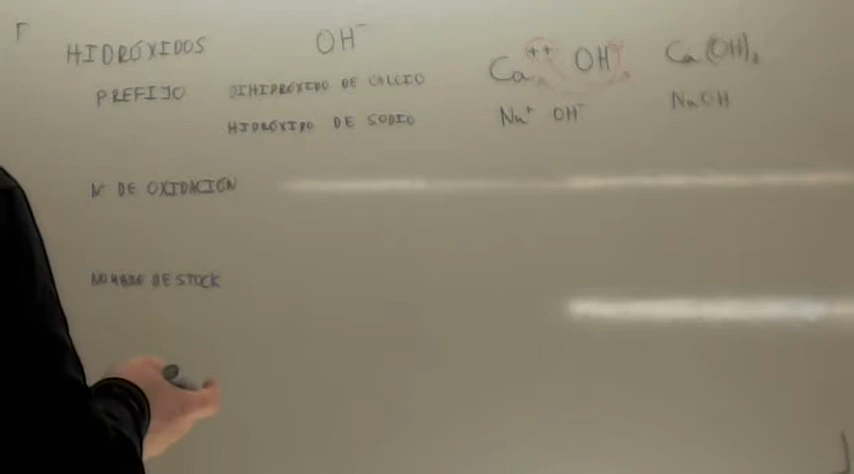 HIDRÓXIDOS OH⁻
PREFIJO DIHIDRÓXIDO DE CALCIO Ca⁺⁺ OH⁻ Ca(OH)₂
HIDRÓXIDO DE SODIO Na⁺ OH⁻ NaOH
Nº DE OXIDACIÓN
NOMBRE DE STOCK